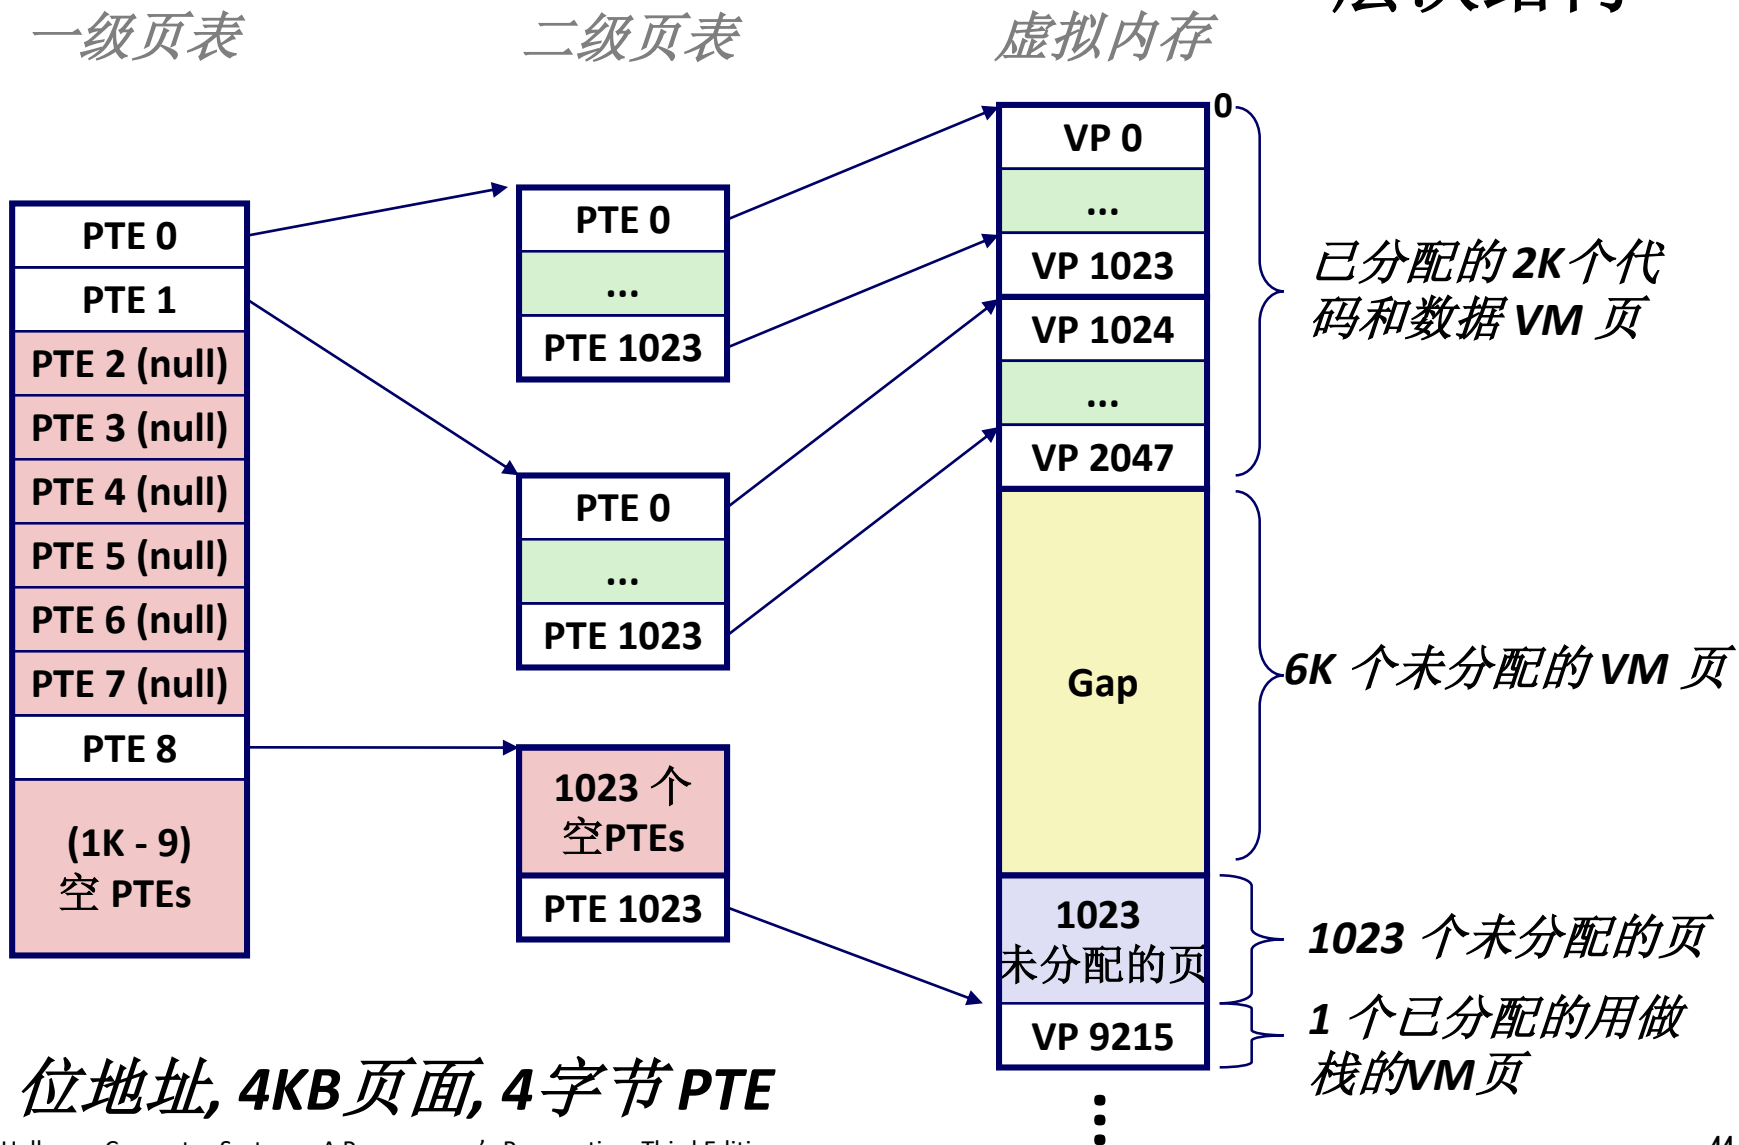 一级页表
二级页表
虚拟内存
PTE 0
PTE 1
PTE 2 (null)
PTE 3 (null)
PTE 4 (null)
PTE 5 (null)
PTE 6 (null)
PTE 7 (null)
PTE 8
(1K - 9)
空 PTEs
PTE 0
...
PTE 1023
PTE 0
...
PTE 1023
1023 个
空PTEs
PTE 1023
0
VP 0
...
VP 1023
VP 1024
...
VP 2047
Gap
1023
未分配的页
VP 9215
已分配的 2K个代
码和数据 VM 页
6K 个未分配的 VM 页
1023 个未分配的页
1 个已分配的用做
栈的VM页
位地址, 4KB页面, 4字节 PTE